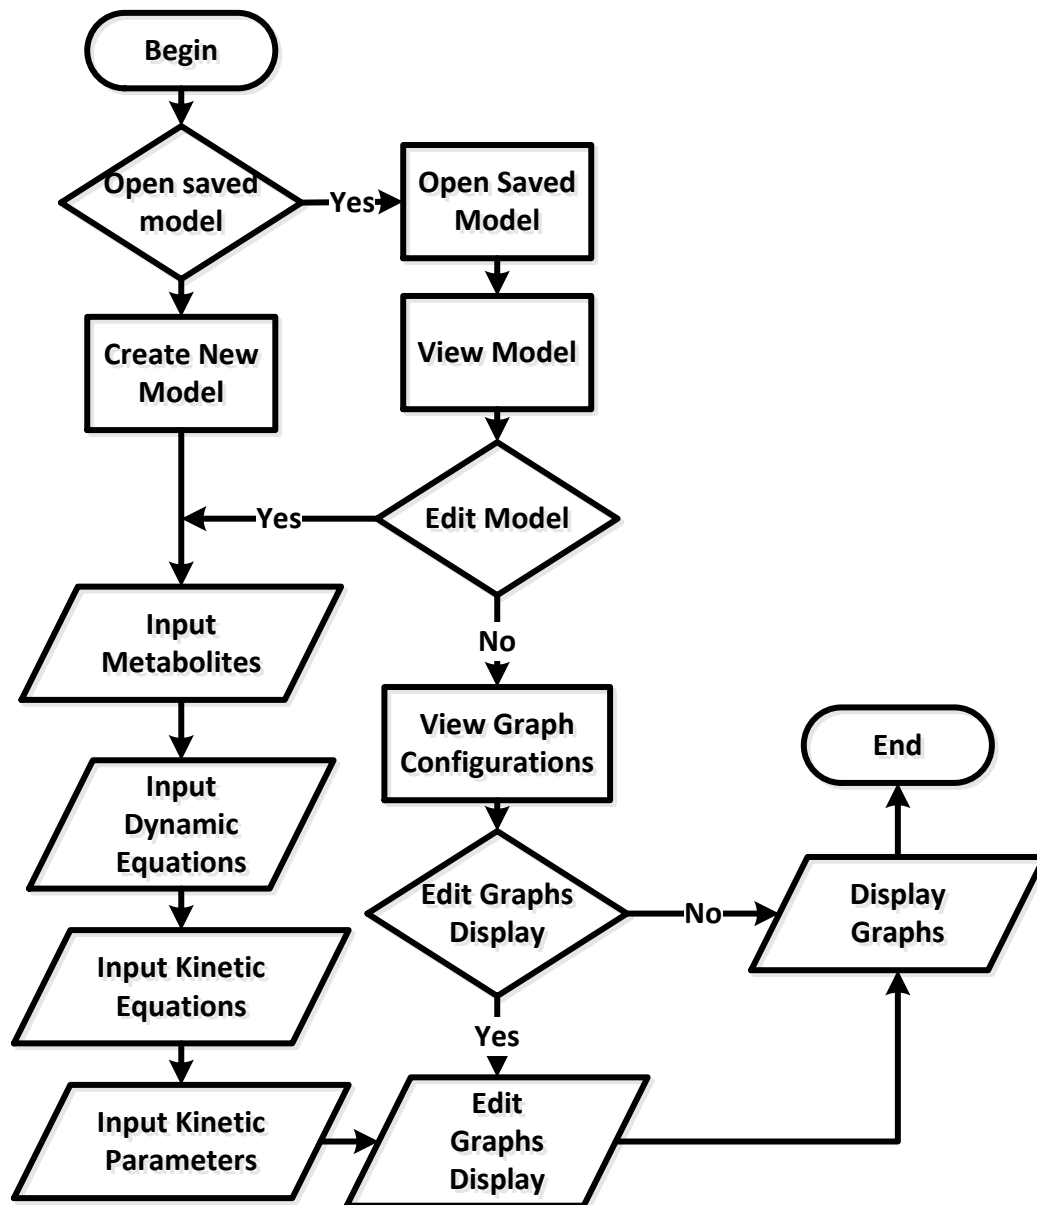 Begin
Open saved
model
Yes
Open Saved
Model
Create New
Model
View Model
Yes
Edit Model
No
Input
Metabolites
View Graph
Configurations
End
Input
Dynamic
Equations
Edit Graphs
Display
No
Display
Graphs
Input Kinetic
Equations
Yes
Input Kinetic
Parameters
Edit
Graphs
Display